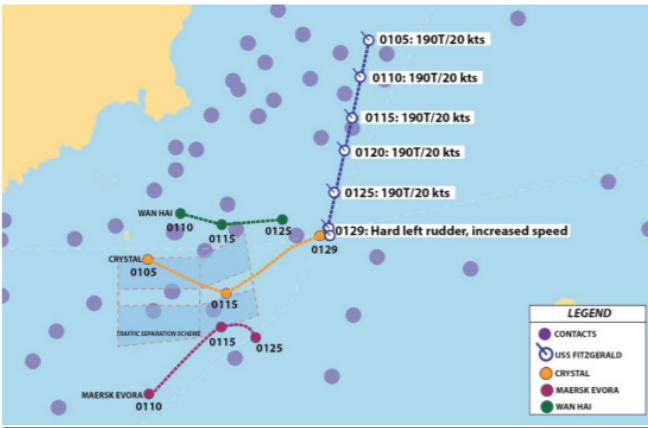 0105: 190T/20 kts
0110: 190T/20 kts
0115: 190T/20 kts
0120: 190T/20 kts
0125: 190T/20 kts
WAN HAI
0110
0115
0125
0129: Hard left rudder, increased speed
0129
CRYSTAL
0105
0115
TRAFFIC SEPARATION SCHEME
0115
0125
MAERSK EVORA
0110
LEGEND
CONTACTS
USS FITZGERALD
CRYSTAL
MAERSK EVORA
WAN HAI